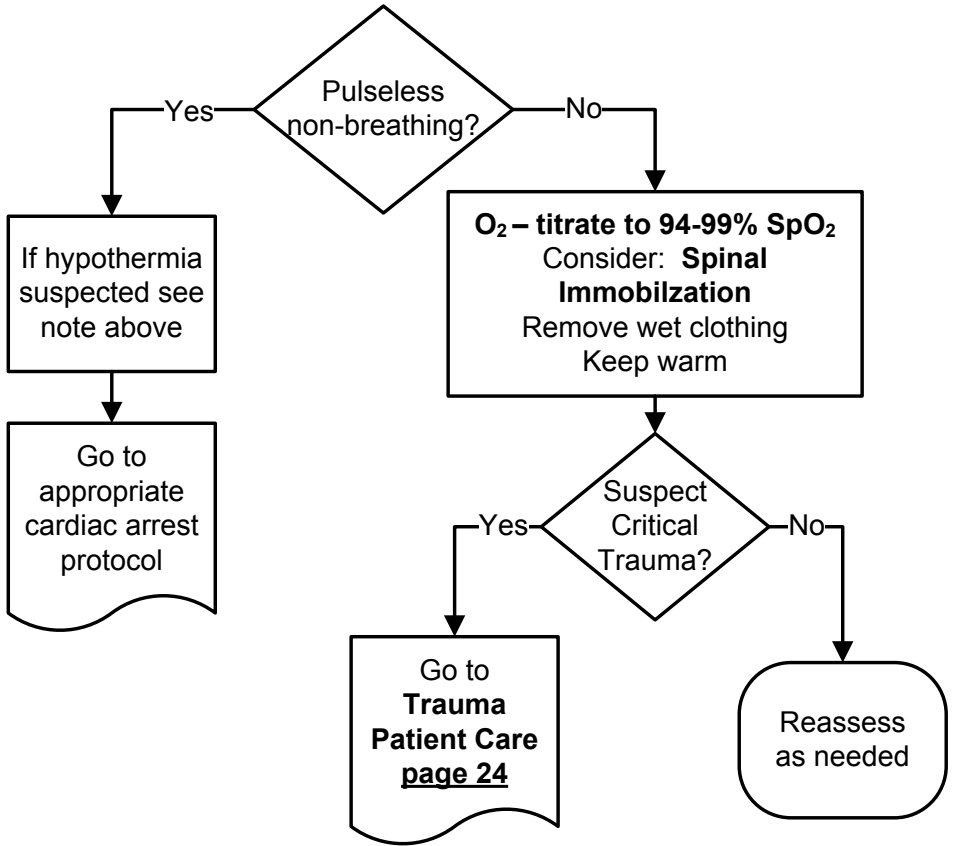 Pulseless
non-breathing?
Yes
No
If hypothermia
suspected see
note above
O₂ – titrate to 94-99% SpO₂
Consider: Spinal
Immobilzation
Remove wet clothing
Keep warm
Go to
appropriate
cardiac arrest
protocol
Suspect
Critical
Trauma?
Yes
No
Go to
Trauma
Patient Care
page 24
Reassess
as needed